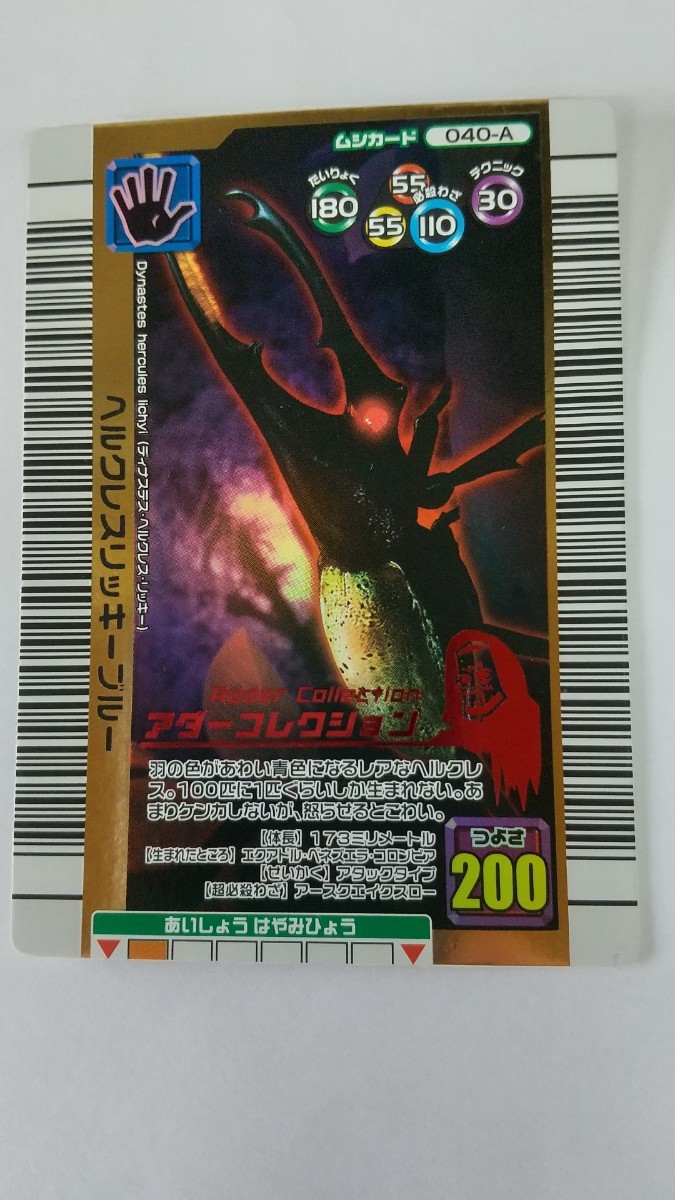 ムシカード 040-A
たいりょく
180
55
必殺わざ
55
110
テクニック
30
Dynastes hercules lichyi (ディナステス・ヘルクレス・リッキー)
ヘルクレスリッキーブルー
Adder Collection
アダーコレクション
羽の色があわい青色になるレアなヘルクレ
ス。100匹に1匹ぐらいしか生まれない。あ
まりケンカしないが、怒らせるとこわい。
【体長】 173ミリメートル
【生まれたところ】 エクアドル・ベネズエラ・コロンビア
【せいかく】 アタックタイプ
【超必殺わざ】 アースクエイクスロー
つよさ
200
あいしょう はやみひょう